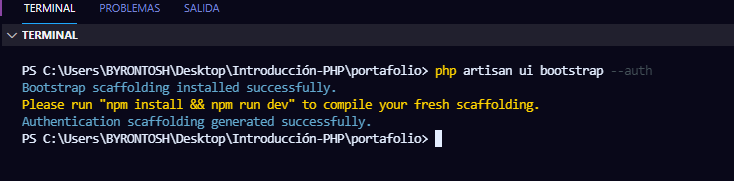 TERMINAL PROBLEMAS SALIDA
TERMINAL
PS C:\Users\BYRONTOSH\Desktop\Introducción-PHP\portafolio> php artisan ui bootstrap --auth
Bootstrap scaffolding installed successfully.
Please run "npm install && npm run dev" to compile your fresh scaffolding.
Authentication scaffolding generated successfully.
PS C:\Users\BYRONTOSH\Desktop\Introducción-PHP\portafolio>